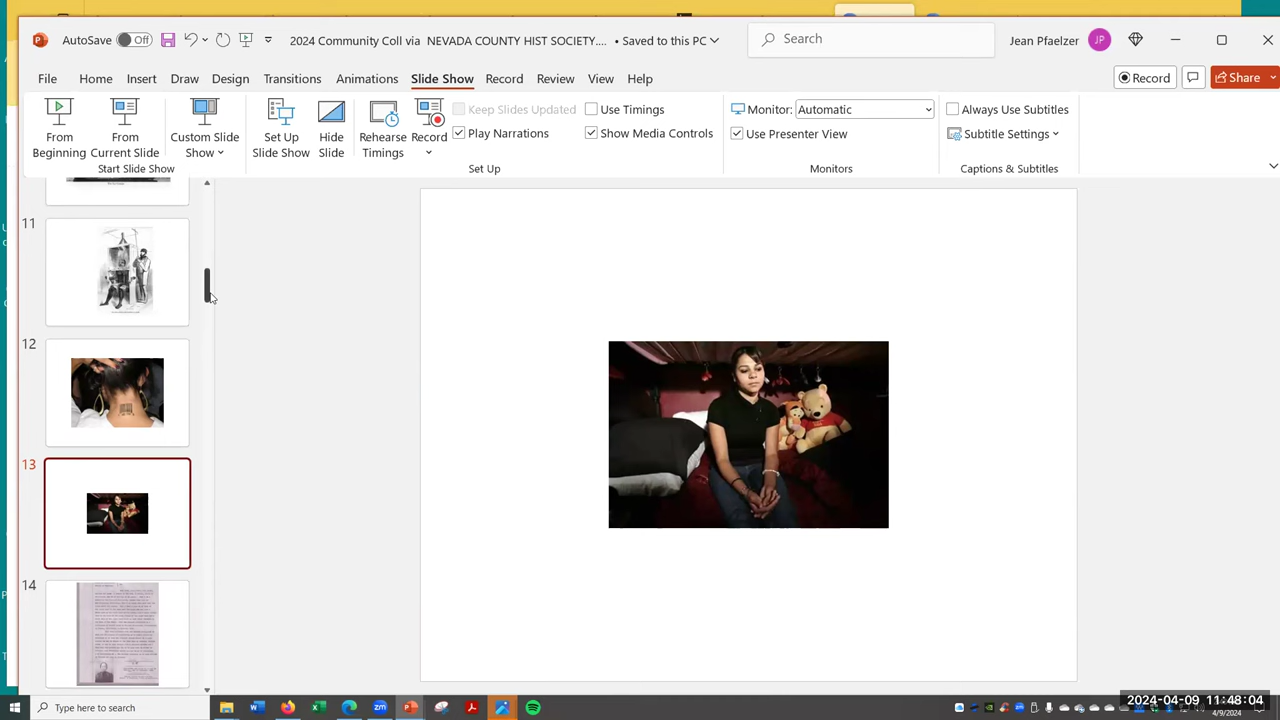 AutoSave Off 2024 Community Coll via NEVADA COUNTY HIST SOCIETY.... • Saved to this PC Search Jean Pfaelzer JP
File Home Insert Draw Design Transitions Animations Slide Show Record Review View Help Record Share
From Beginning
From Current Slide
Custom Slide Show
Set Up Slide Show
Hide Slide
Rehearse Timings
Record
Keep Slides Updated
Play Narrations
Use Timings
Show Media Controls
Monitor: Automatic
Use Presenter View
Always Use Subtitles
Subtitle Settings
Start Slide Show Set Up Monitors Captions & Subtitles
11
12
13
14
Type here to search
2024-04-09 11:48:04
4/9/2024